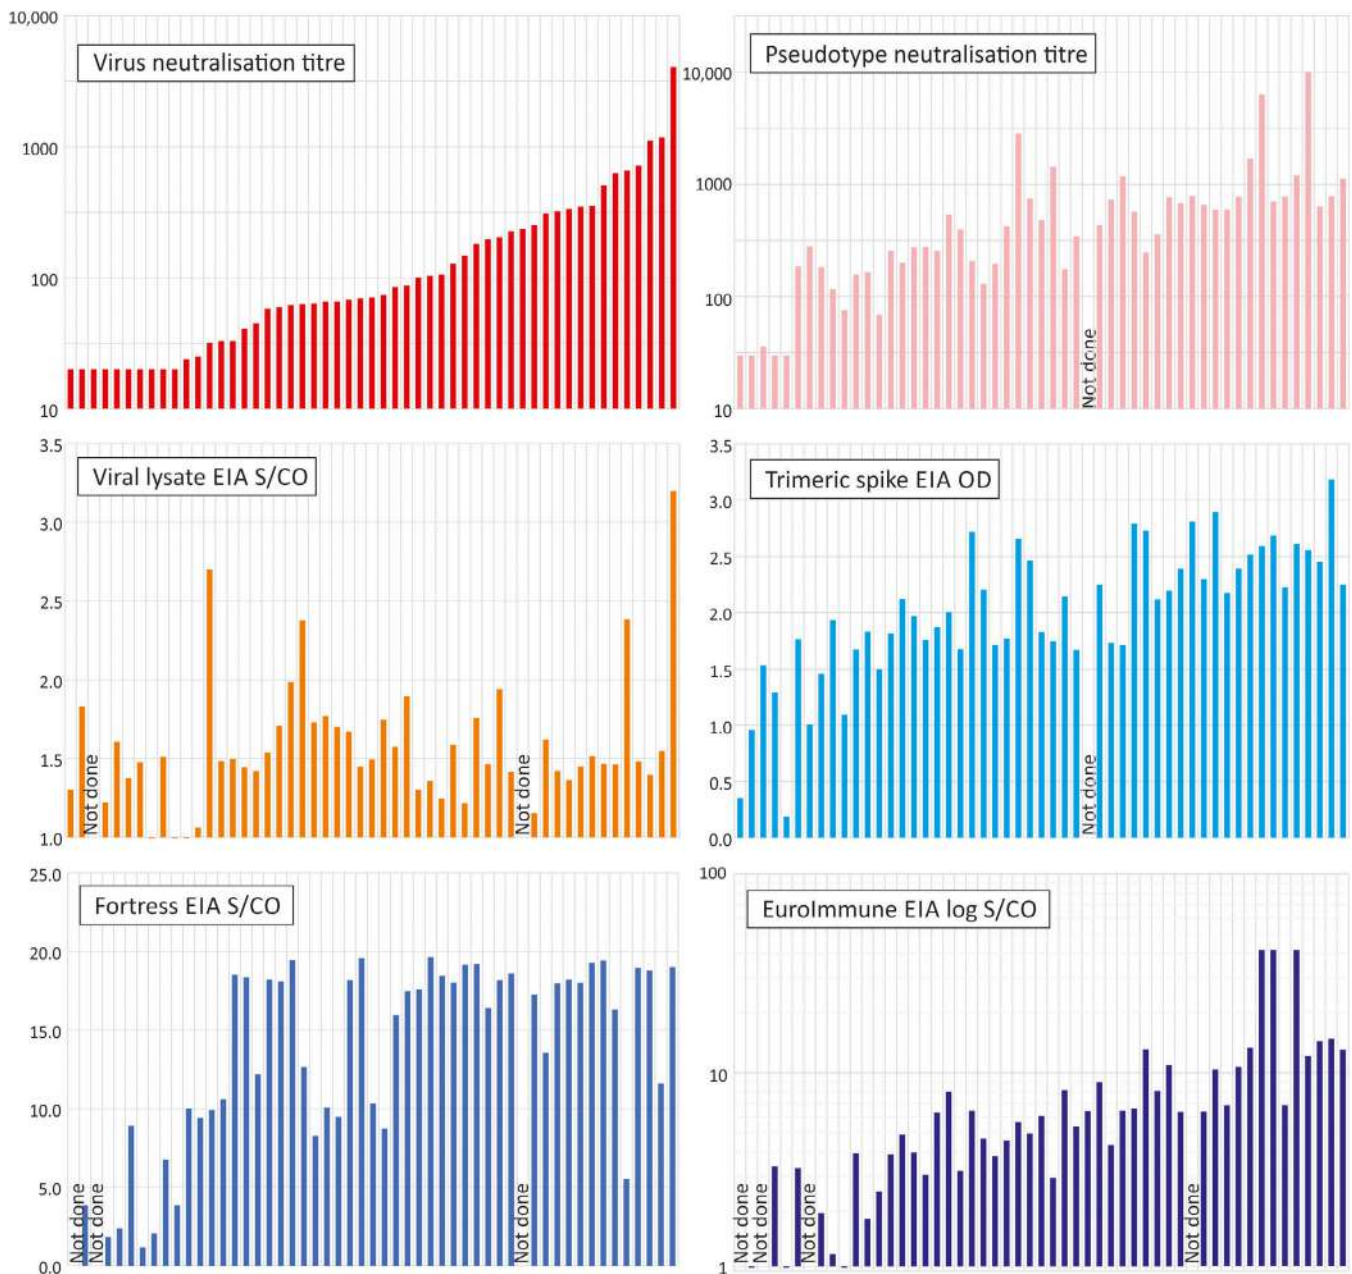 Virus neutralisation titre
10,000
1000
100
10
Pseudotype neutralisation titre
10,000
1000
100
10
Not done
Viral lysate EIA S/CO
3.5
3.0
2.5
2.0
1.5
1.0
Not done
Not done
Trimeric spike EIA OD
3.5
3.0
2.5
2.0
1.5
1.0
0.5
0.0
Not done
Fortress EIA S/CO
25.0
20.0
15.0
10.0
5.0
0.0
Not done
Not done
Not done
EuroImmune EIA log S/CO
100
10
1
Not done
Not done
Not done
Not done